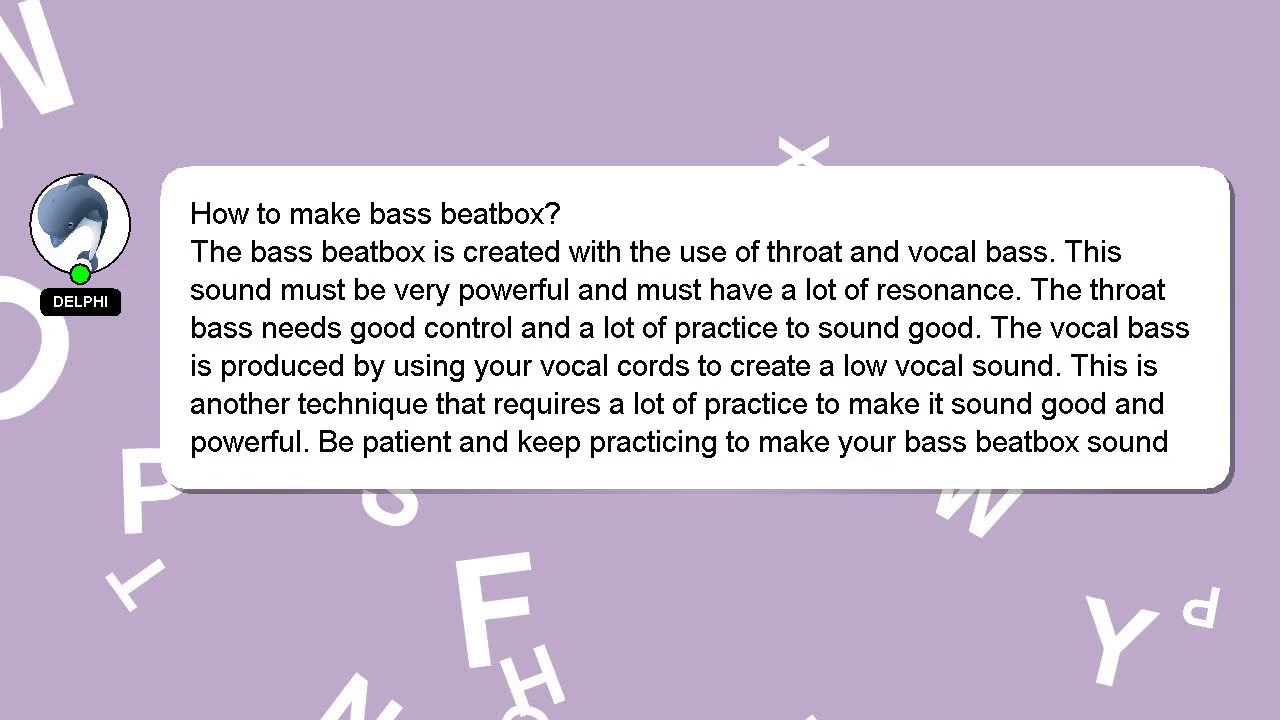 How to make bass beatbox?
The bass beatbox is created with the use of throat and vocal bass. This
sound must be very powerful and must have a lot of resonance. The throat
bass needs good control and a lot of practice to sound good. The vocal bass
is produced by using your vocal cords to create a low vocal sound. This is
another technique that requires a lot of practice to make it sound good and
powerful. Be patient and keep practicing to make your bass beatbox sound
DELPHI
N
X
O
P
S
W
T
F
Y
P
H
N